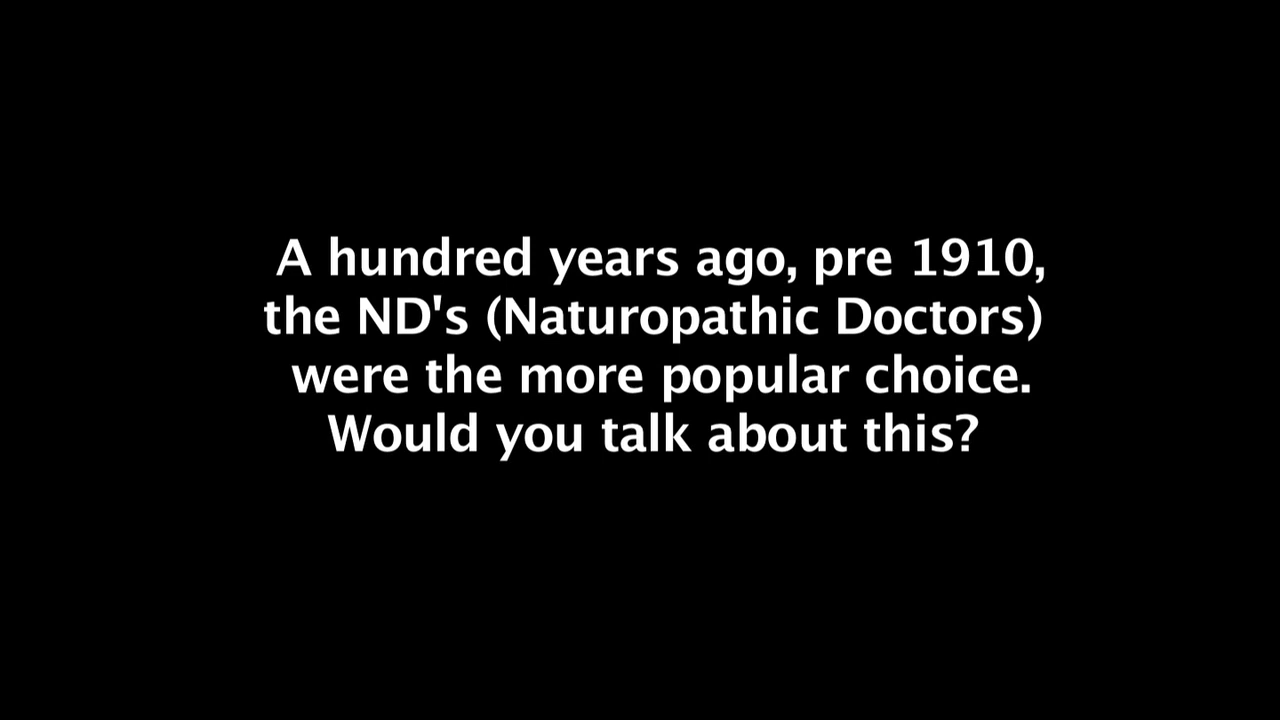 A hundred years ago, pre 1910,
the ND's (Naturopathic Doctors)
were the more popular choice.
Would you talk about this?